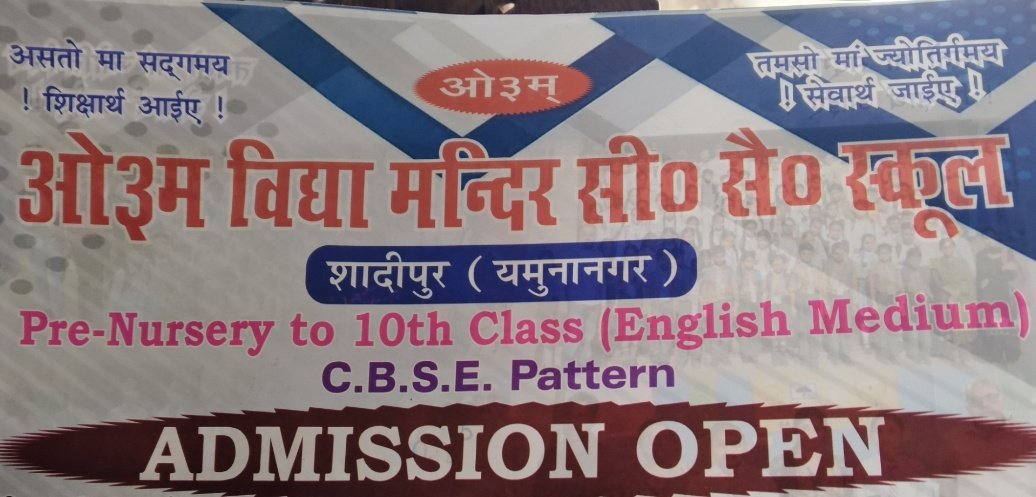 असतो मा सद्गमय
! शिक्षार्थ आईए !
ओ३म्
तमसो मां ज्योतिर्गमय
! सेवार्थ जाईए !
ओ३म विद्या मन्दिर सी० सै० स्कूल
शादीपुर ( यमुनानगर )
Pre-Nursery to 10th Class (English Medium)
C.B.S.E. Pattern
ADMISSION OPEN